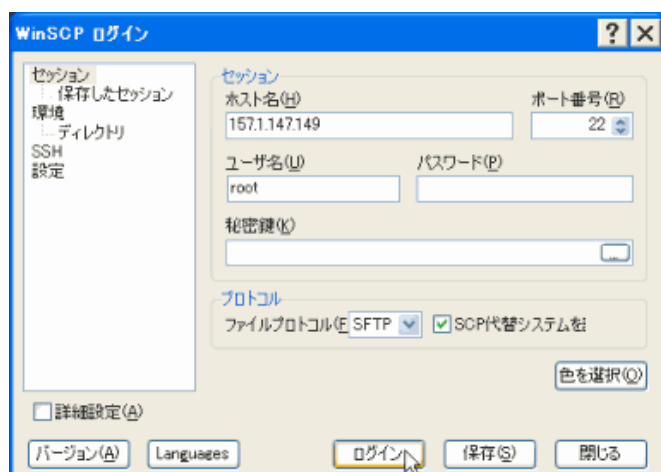 WinSCP ログイン
セッション
保存したセッション
環境
ディレクトリ
SSH
設定
セッション
ホスト名(H) ポート番号(R)
157.1.147.149 22
ユーザ名(U) パスワード(P)
root
秘密鍵(K)
...
プロトコル
ファイルプロトコル(F SFTP SCP代替システムを
色を選択(O)
詳細設定(A)
バージョン(A) Languages ログイン 保存(S) 閉じる